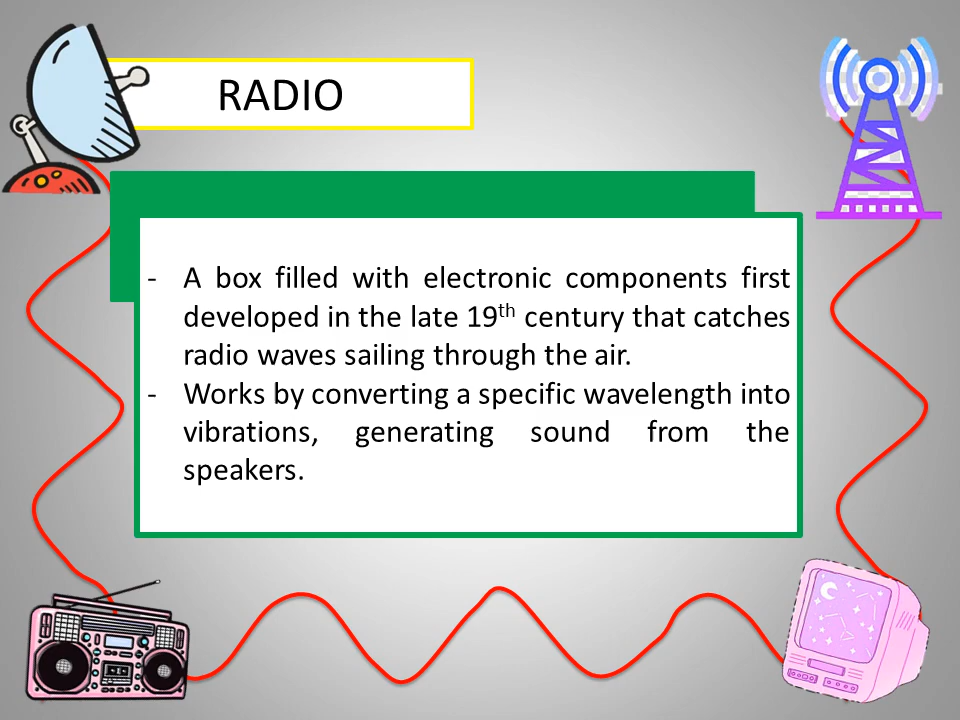 RADIO
- A box filled with electronic components first
developed in the late 19th century that catches
radio waves sailing through the air.
- Works by converting a specific wavelength into
vibrations, generating sound from the
speakers.